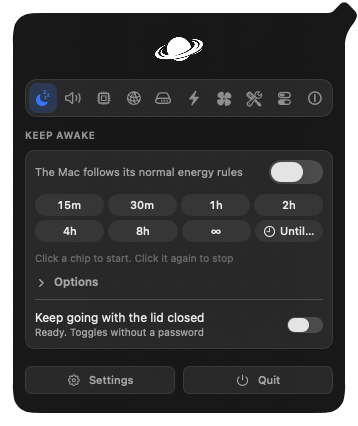 KEEP AWAKE
The Mac follows its normal energy rules
15m 30m 1h 2h
4h 8h ∞ Until...
Click a chip to start. Click it again to stop
Options
Keep going with the lid closed
Ready. Toggles without a password
Settings Quit